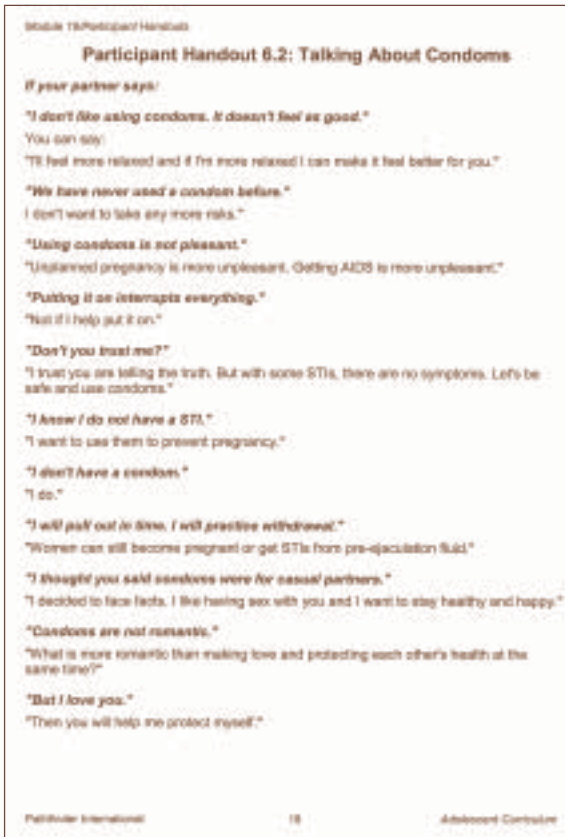 Module 16/Participant Handouts
Participant Handout 6.2: Talking About Condoms
If your partner says:
"I don't like using condoms. It doesn't feel as good."
You can say:
"I'll feel more relaxed and if I'm more relaxed I can make it feel better for you."
"We have never used a condom before."
I don't want to take any more risks."
"Using condoms is not pleasant."
"Unplanned pregnancy is more unpleasant. Getting AIDS is more unpleasant."
"Putting it on interrupts everything."
"Not if I help put it on."
"Don't you trust me?"
"I trust you are telling the truth. But with some STIs, there are no symptoms. Let's be
safe and use condoms."
"I know I do not have a STI."
"I want to use them to prevent pregnancy."
"I don't have a condom."
"I do."
"I will pull out in time. I will practice withdrawal."
"Women can still become pregnant or get STIs from pre-ejaculation fluid."
"I thought you said condoms were for casual partners."
"I decided to face facts. I like having sex with you and I want to stay healthy and happy."
"Condoms are not romantic."
"What is more romantic than making love and protecting each other's health at the
same time?"
"But I love you."
"Then you will help me protect myself."
Pathfinder International
Adolescent Curriculum